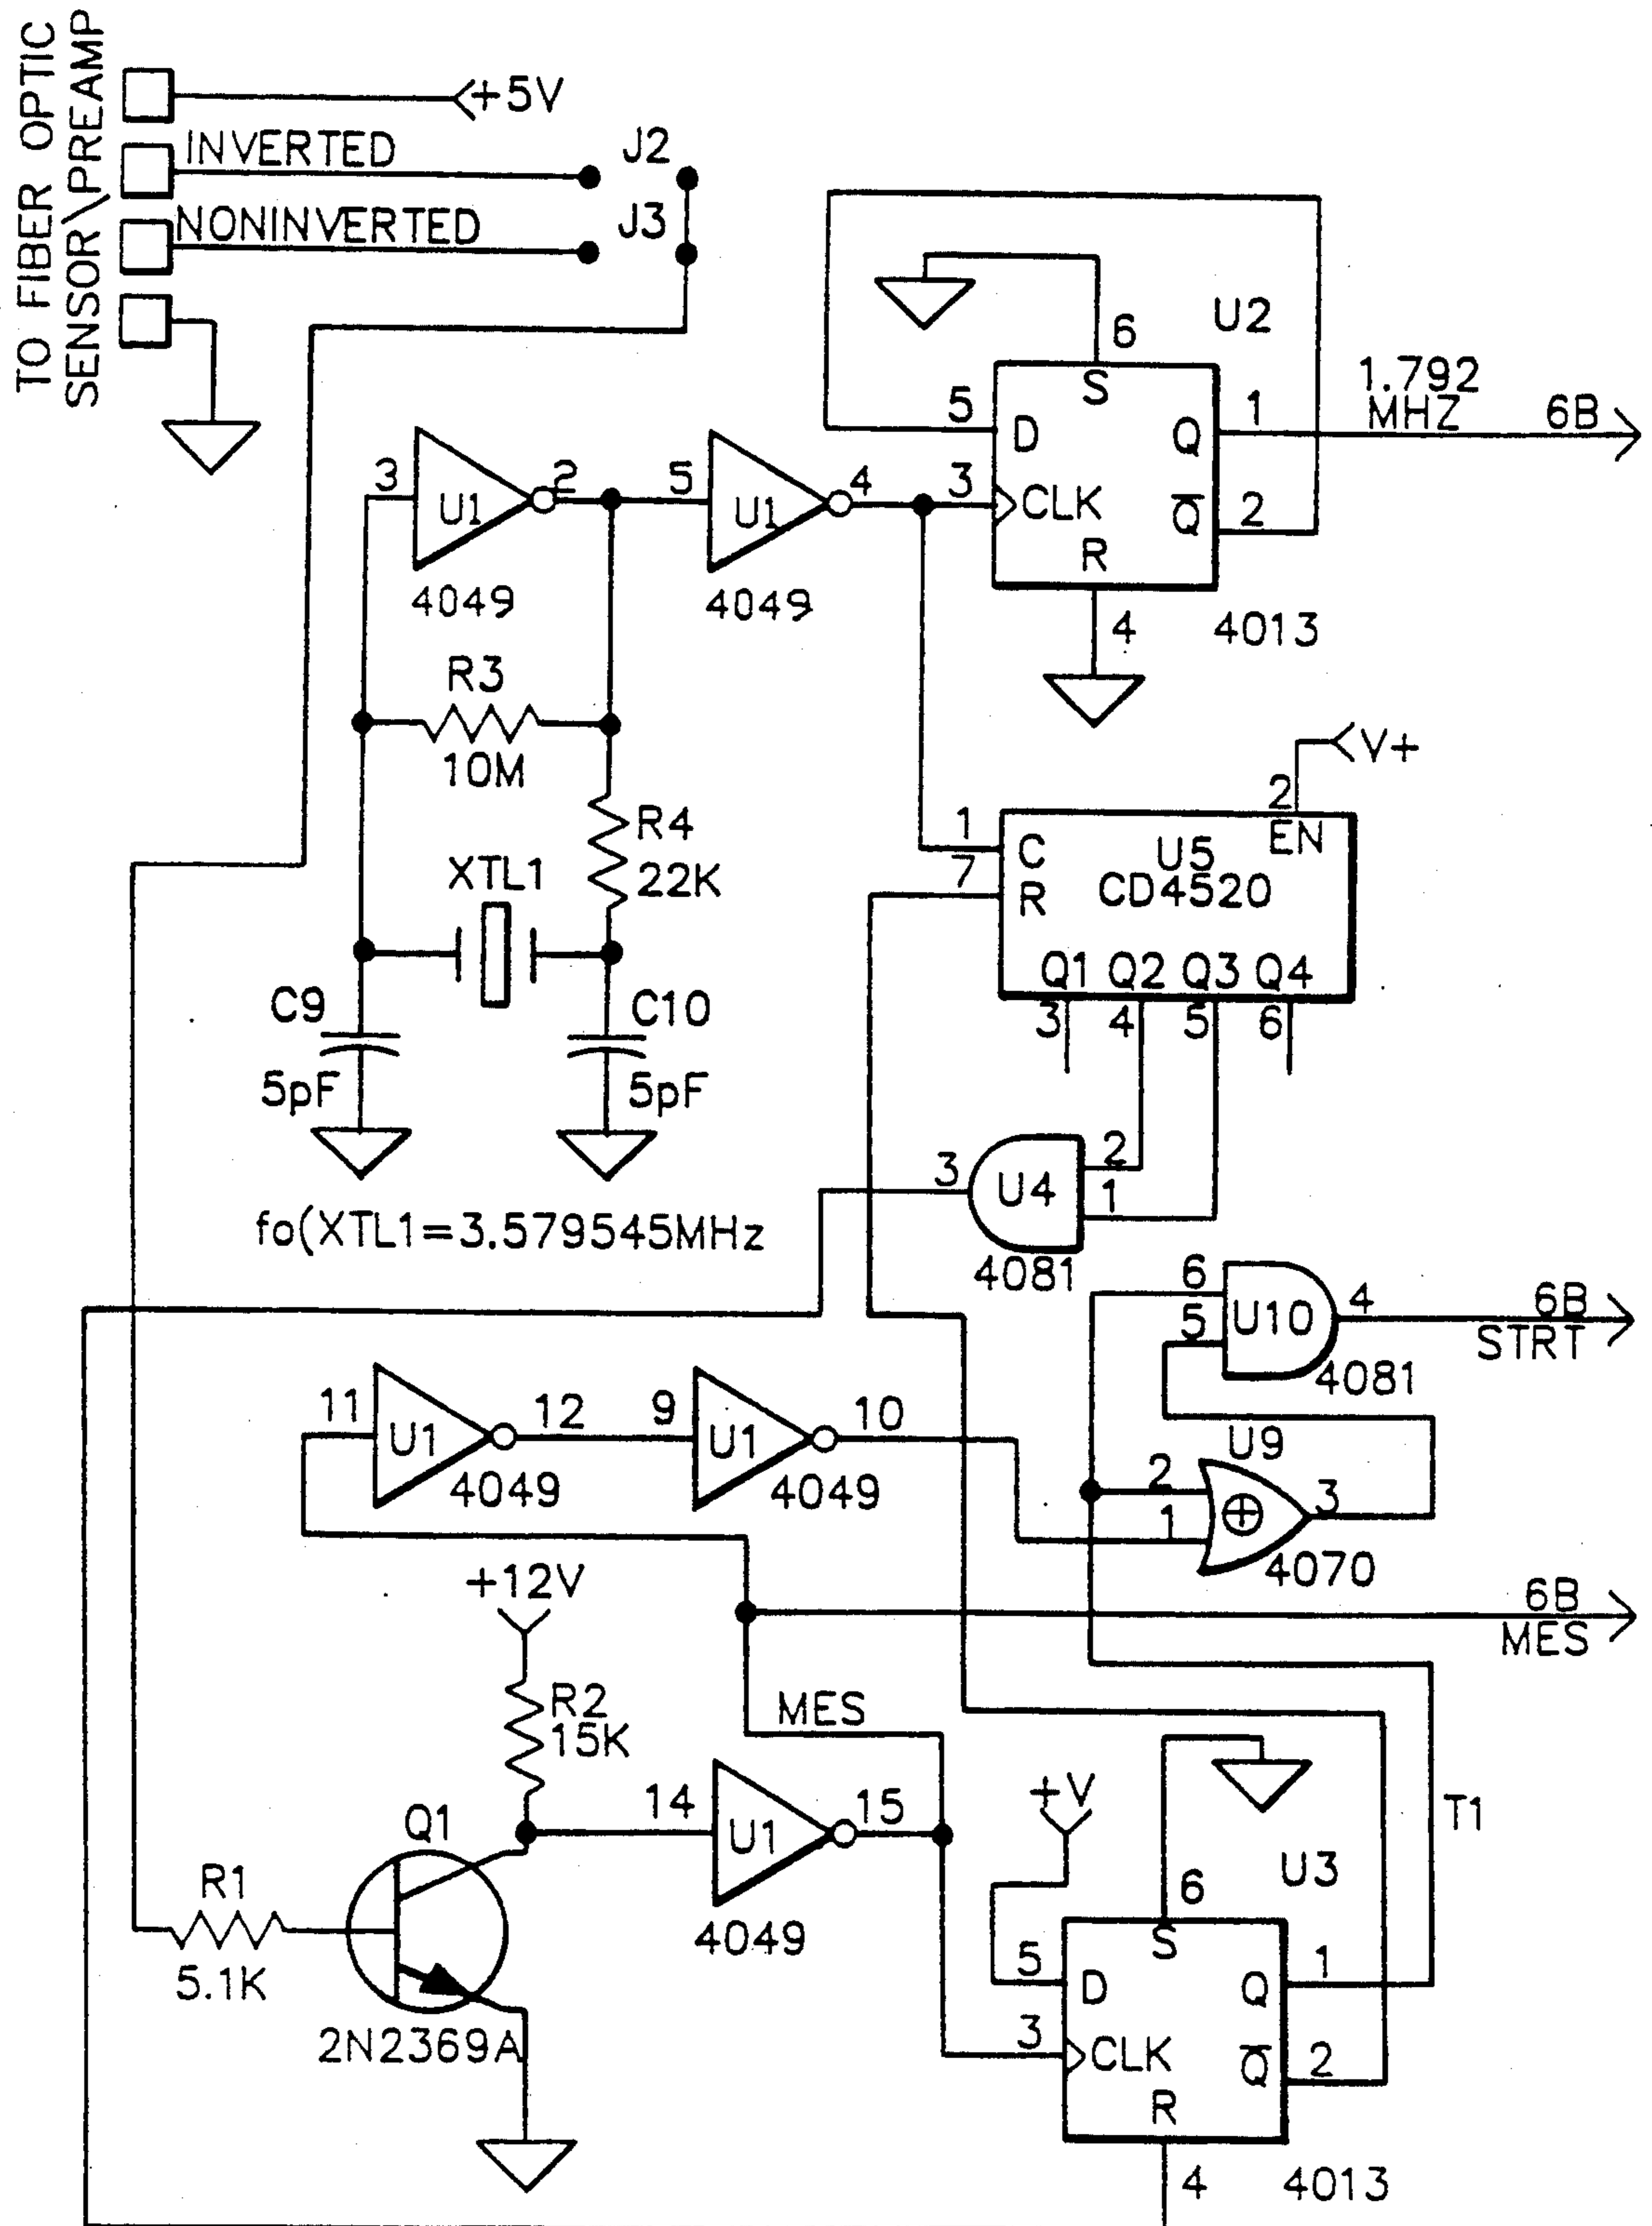 TO FIBER OPTIC
SENSOR\PREAMP
+5V
INVERTED
J2
NONINVERTED
J3
U2
6
S
5
D
Q
1
1.792
MHZ
6B
3
U1
2
4049
5
U1
4
4049
3
CLK
Q
2
R
4
4013
R3
10M
R4
22K
XTL1
C9
5pF
C10
5pF
fo(XTL1=3.579545MHz
V+
2
EN
1
C
7
R
U5
CD4520
Q1
Q2
Q3
Q4
3
4
5
6
3
U4
2
1
4081
6
5
U10
4
4081
6B
STRT
11
U1
12
4049
9
U1
10
4049
U9
2
1
3
4070
6B
MES
+12V
R2
15K
MES
14
U1
15
4049
Q1
R1
5.1K
2N2369A
+V
T1
U3
6
S
5
D
Q
1
3
CLK
Q
2
R
4
4013